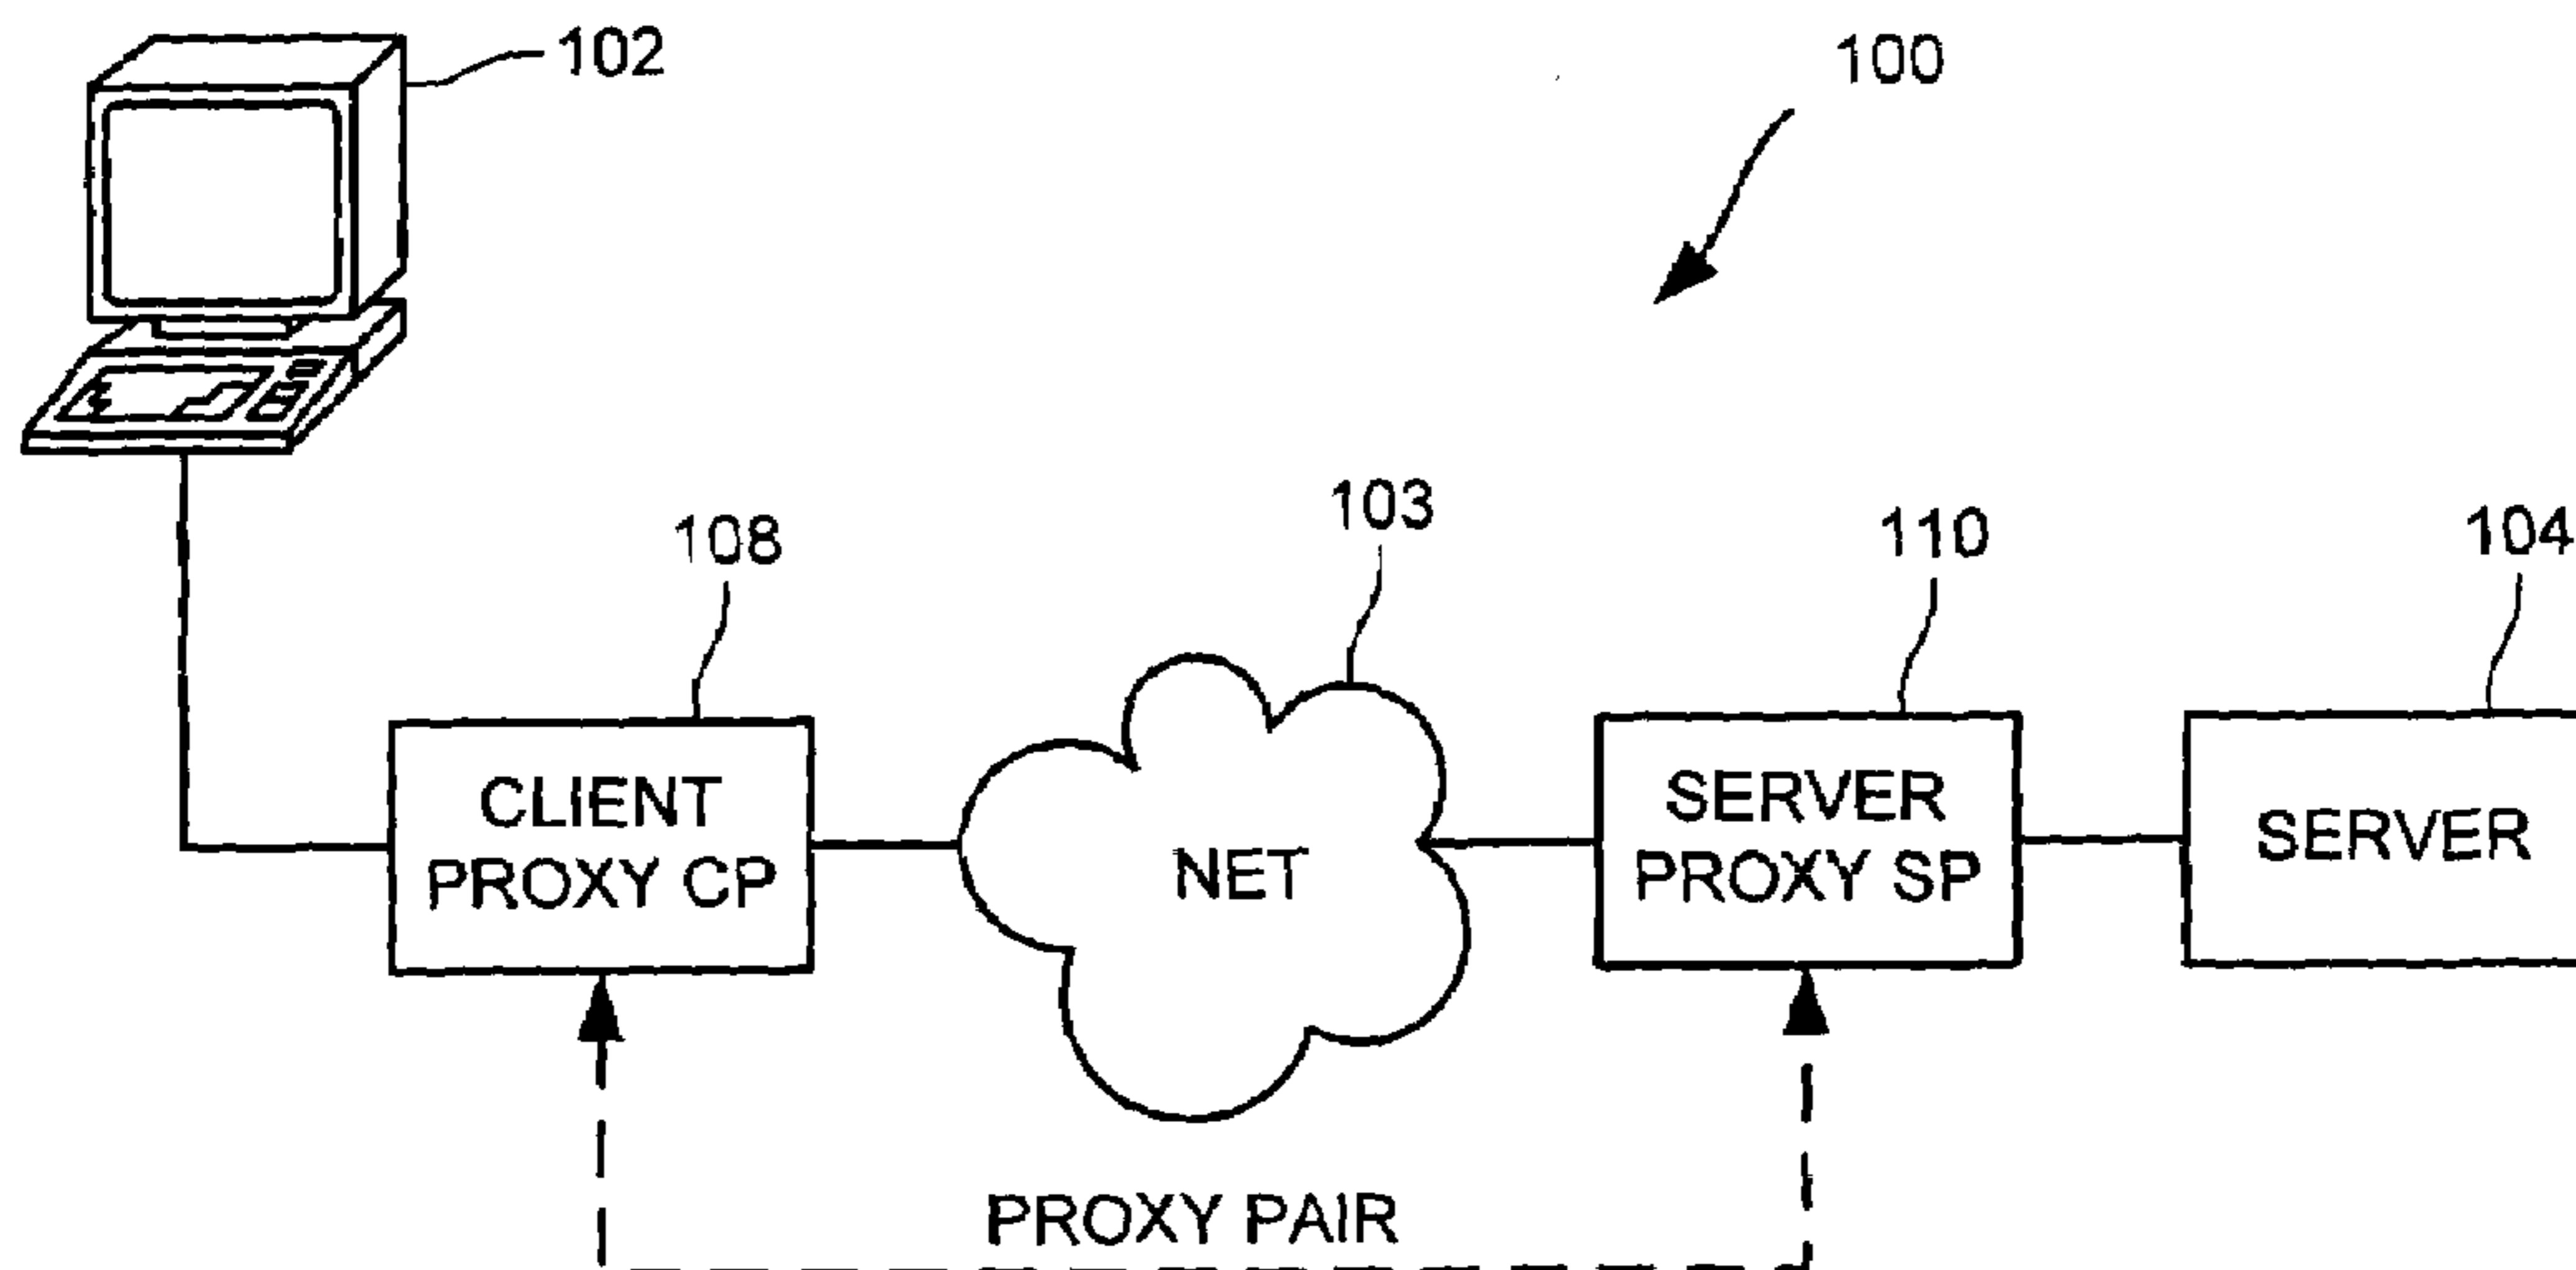 102
100
108
103
110
104
CLIENT
PROXY CP
NET
SERVER
PROXY SP
SERVER
PROXY PAIR